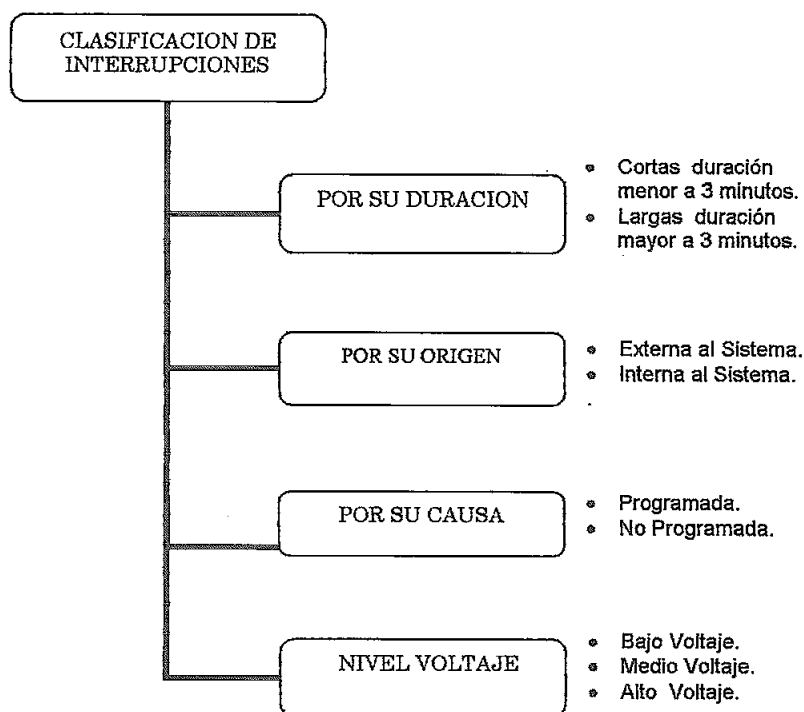 CLASIFICACION DE
INTERRUPCIONES
POR SU DURACION
• Cortas duración
menor a 3 minutos.
• Largas duración
mayor a 3 minutos.
POR SU ORIGEN
• Externa al Sistema.
• Interna al Sistema.
POR SU CAUSA
• Programada.
• No Programada.
NIVEL VOLTAJE
• Bajo Voltaje.
• Medio Voltaje.
• Alto Voltaje.